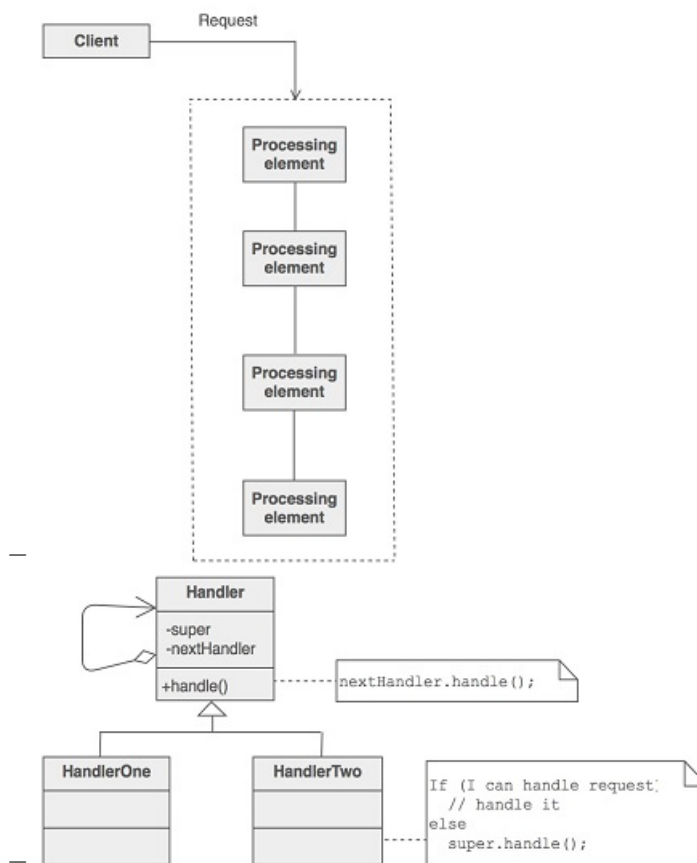 Request
Client
Processing
element
Processing
element
Processing
element
Processing
element
Handler
-super
-nextHandler
+handle()
nextHandler.handle();
HandlerOne
HandlerTwo
If (I can handle request)
// handle it
else
super.handle();